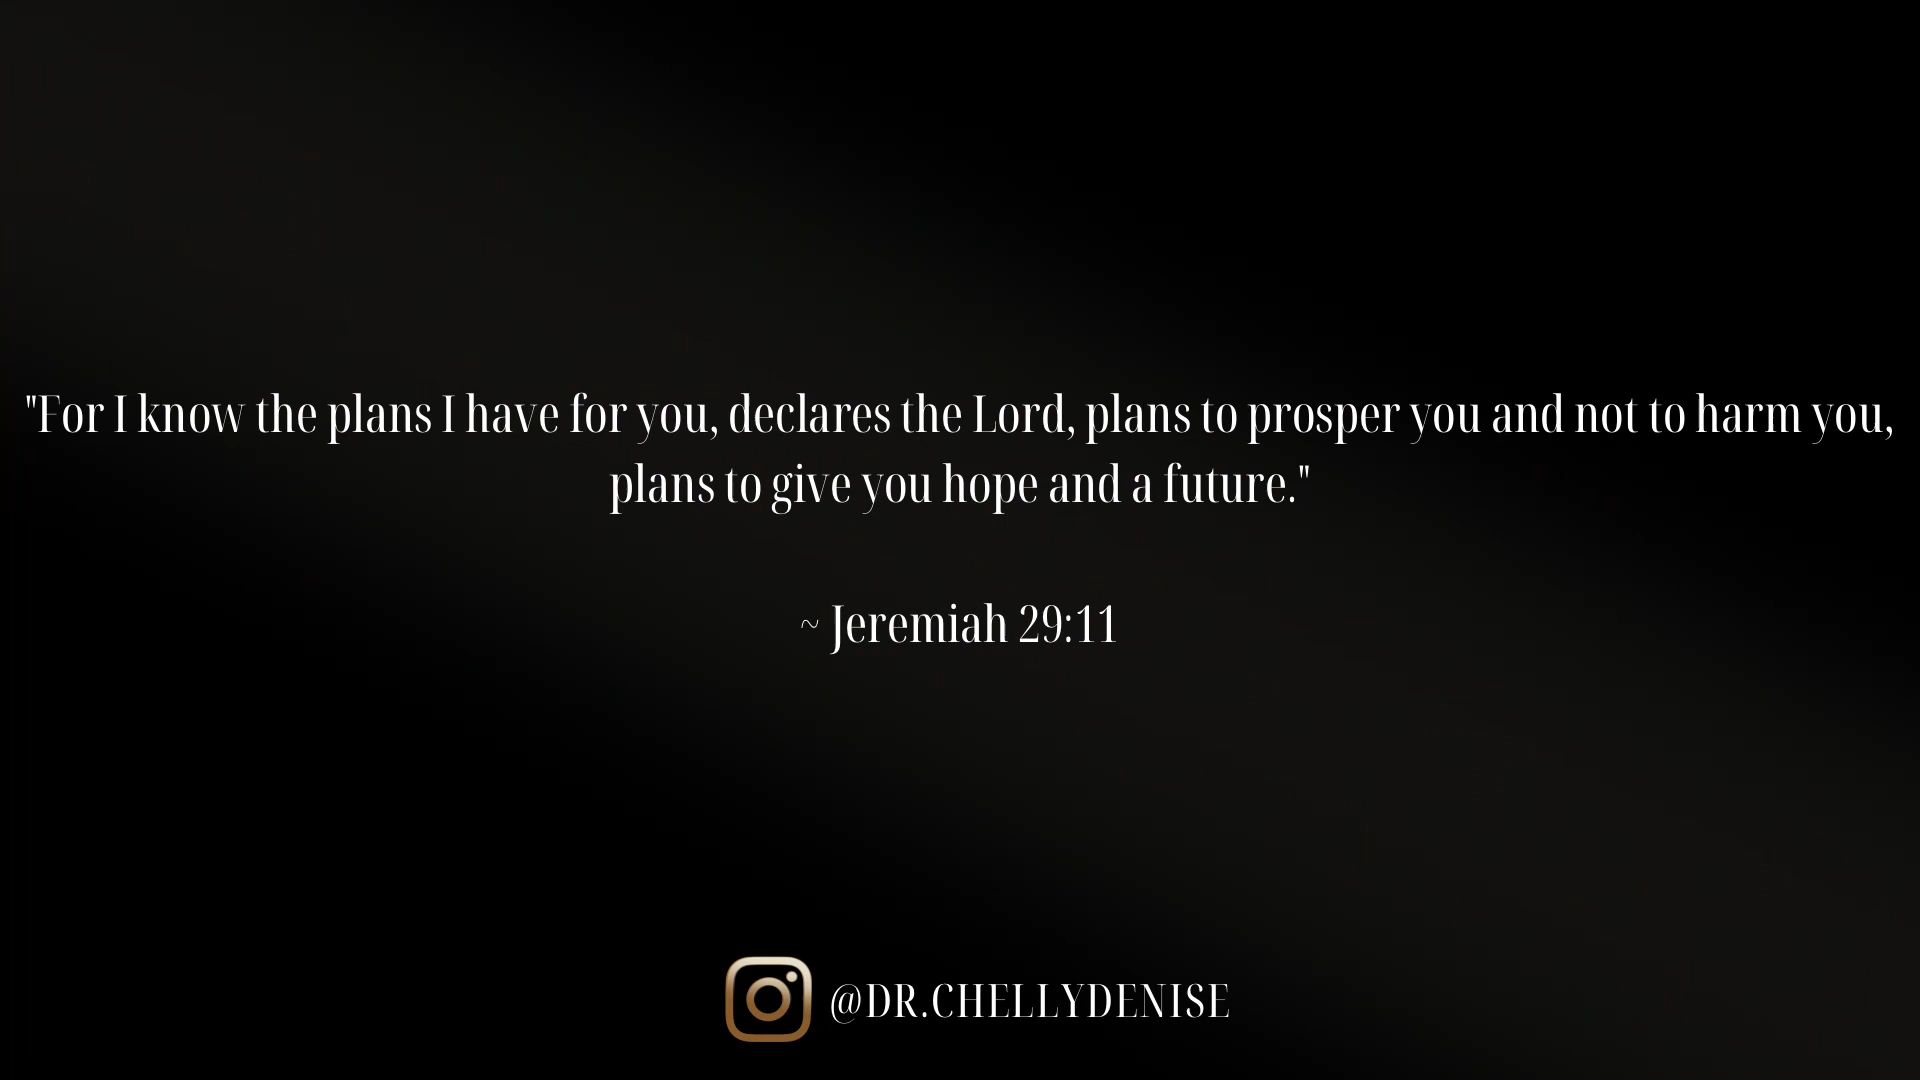 "For I know the plans I have for you, declares the Lord, plans to prosper you and not to harm you,
plans to give you hope and a future."
~ Jeremiah 29:11
@DR.CHELLYDENISE